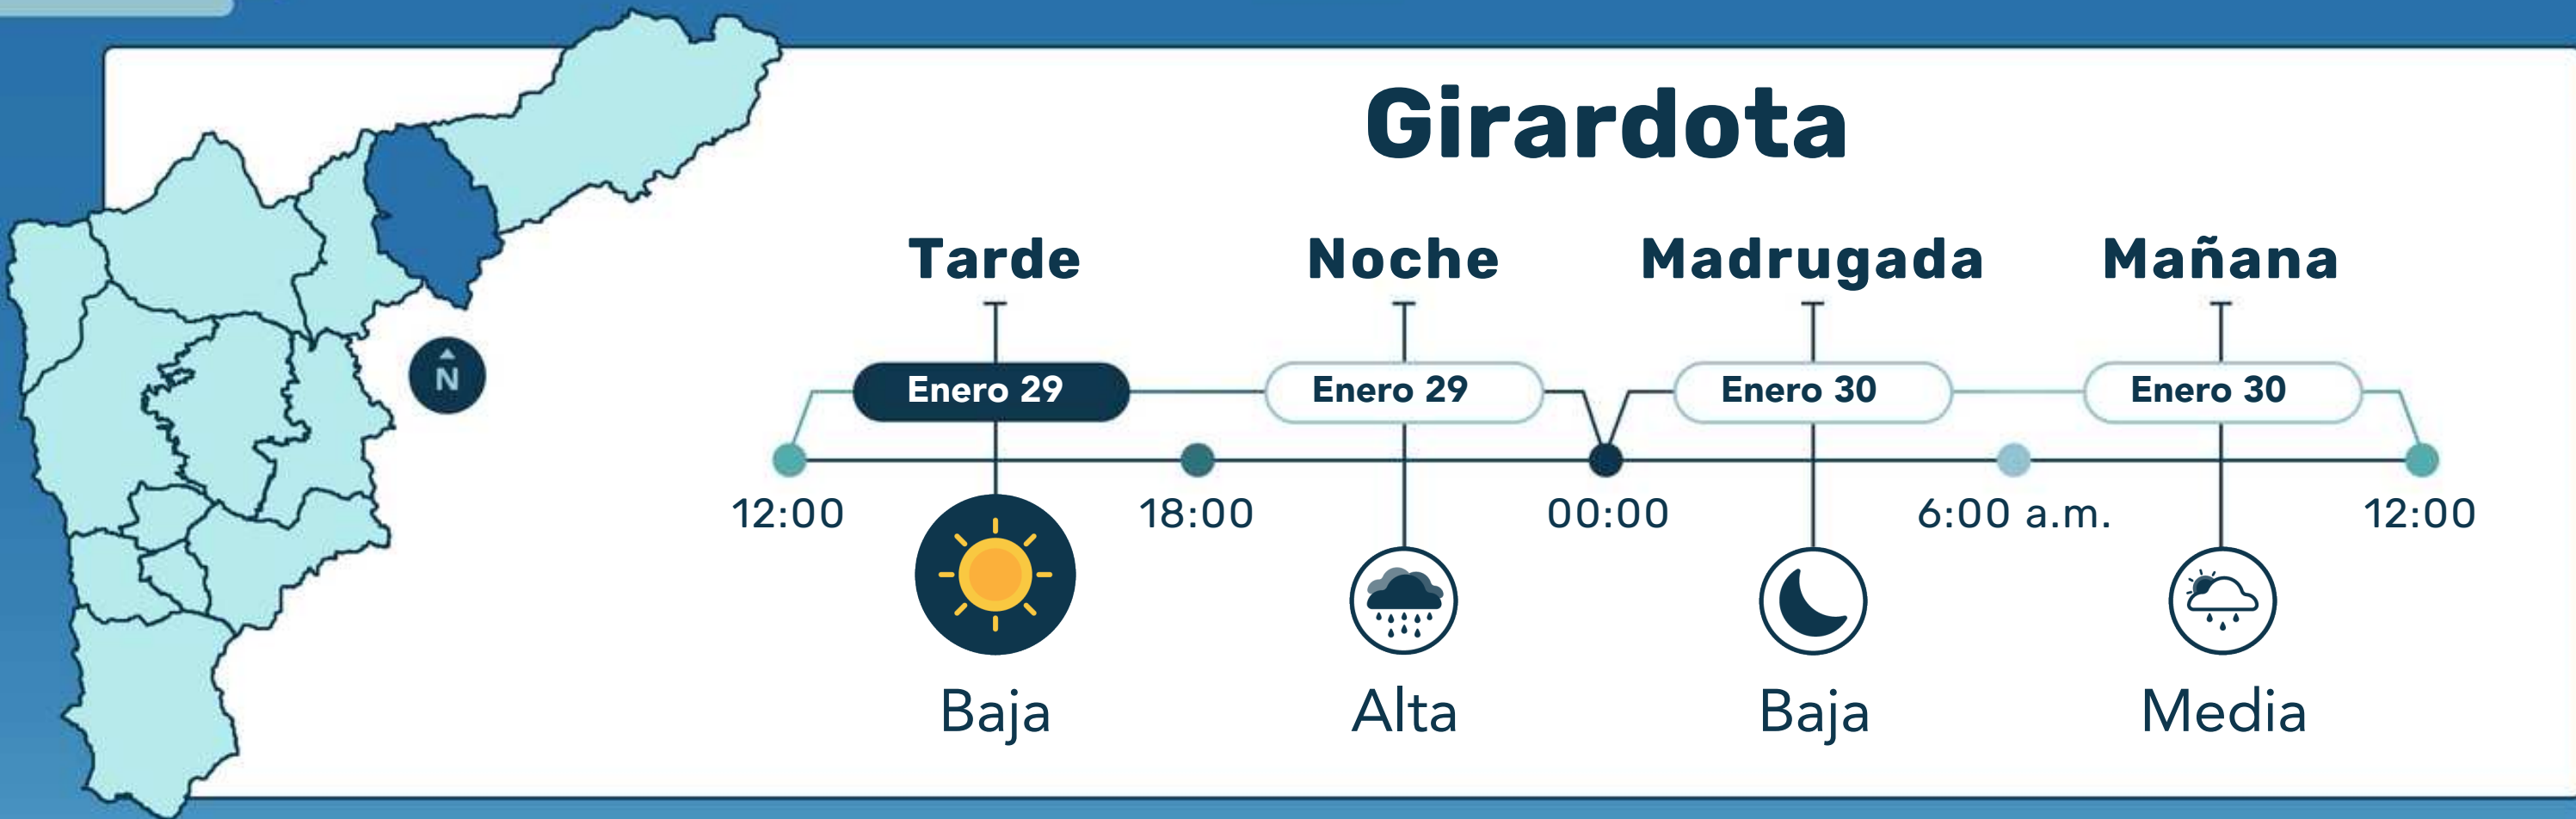 Girardota
Tarde Noche Madrugada Mañana
N
Enero 29 Enero 29 Enero 30 Enero 30
12:00 18:00 00:00 6:00 a.m. 12:00
Baja Alta Baja Media